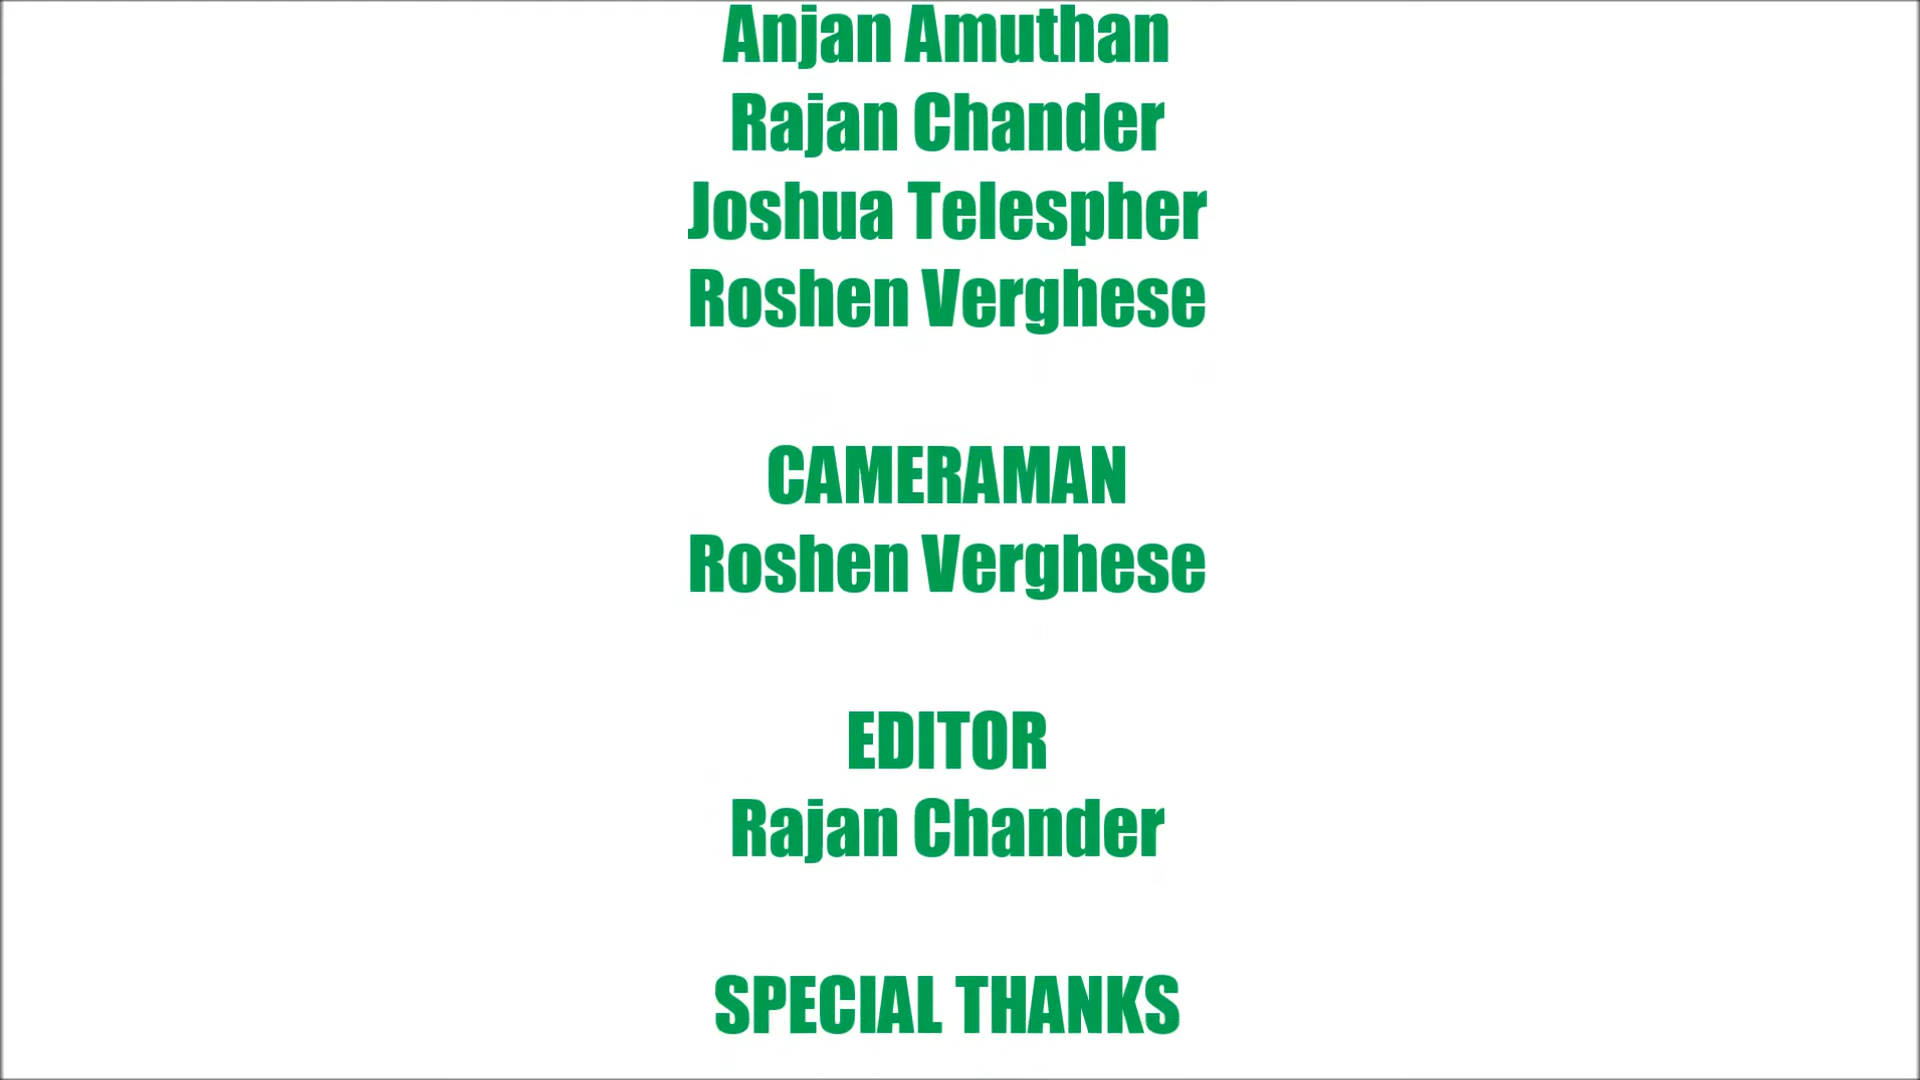 Anjan Amuthan
Rajan Chander
Joshua Telespher
Roshen Verghese
CAMERAMAN
Roshen Verghese
EDITOR
Rajan Chander
SPECIAL THANKS